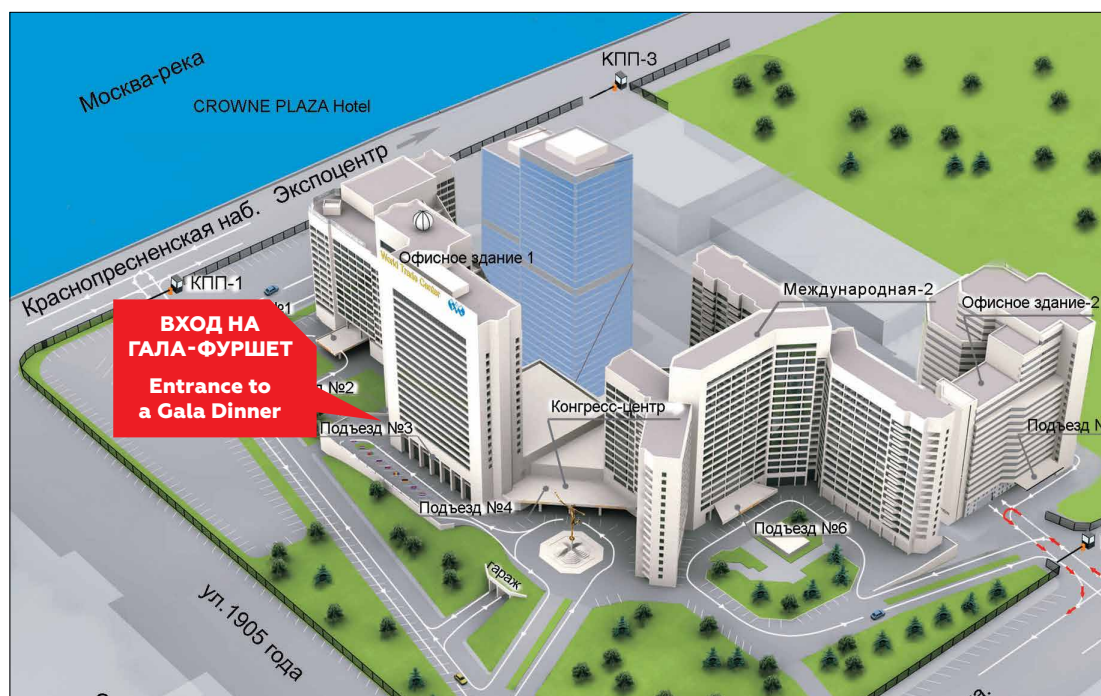 Москва-река
CROWNE PLAZA Hotel
КПП-3
Краснопресненская наб. Экспоцентр
КПП-1
№1
Офисное здание 1
World Trade Center
Международная-2
Офисное здание-2
ВХОД НА
ГАЛА-ФУРШЕТ
Entrance to
a Gala Dinner
№2
Подъезд №3
Конгресс-центр
Подъезд №
Подъезд №4
Подъезд №6
гараж
ул. 1905 года